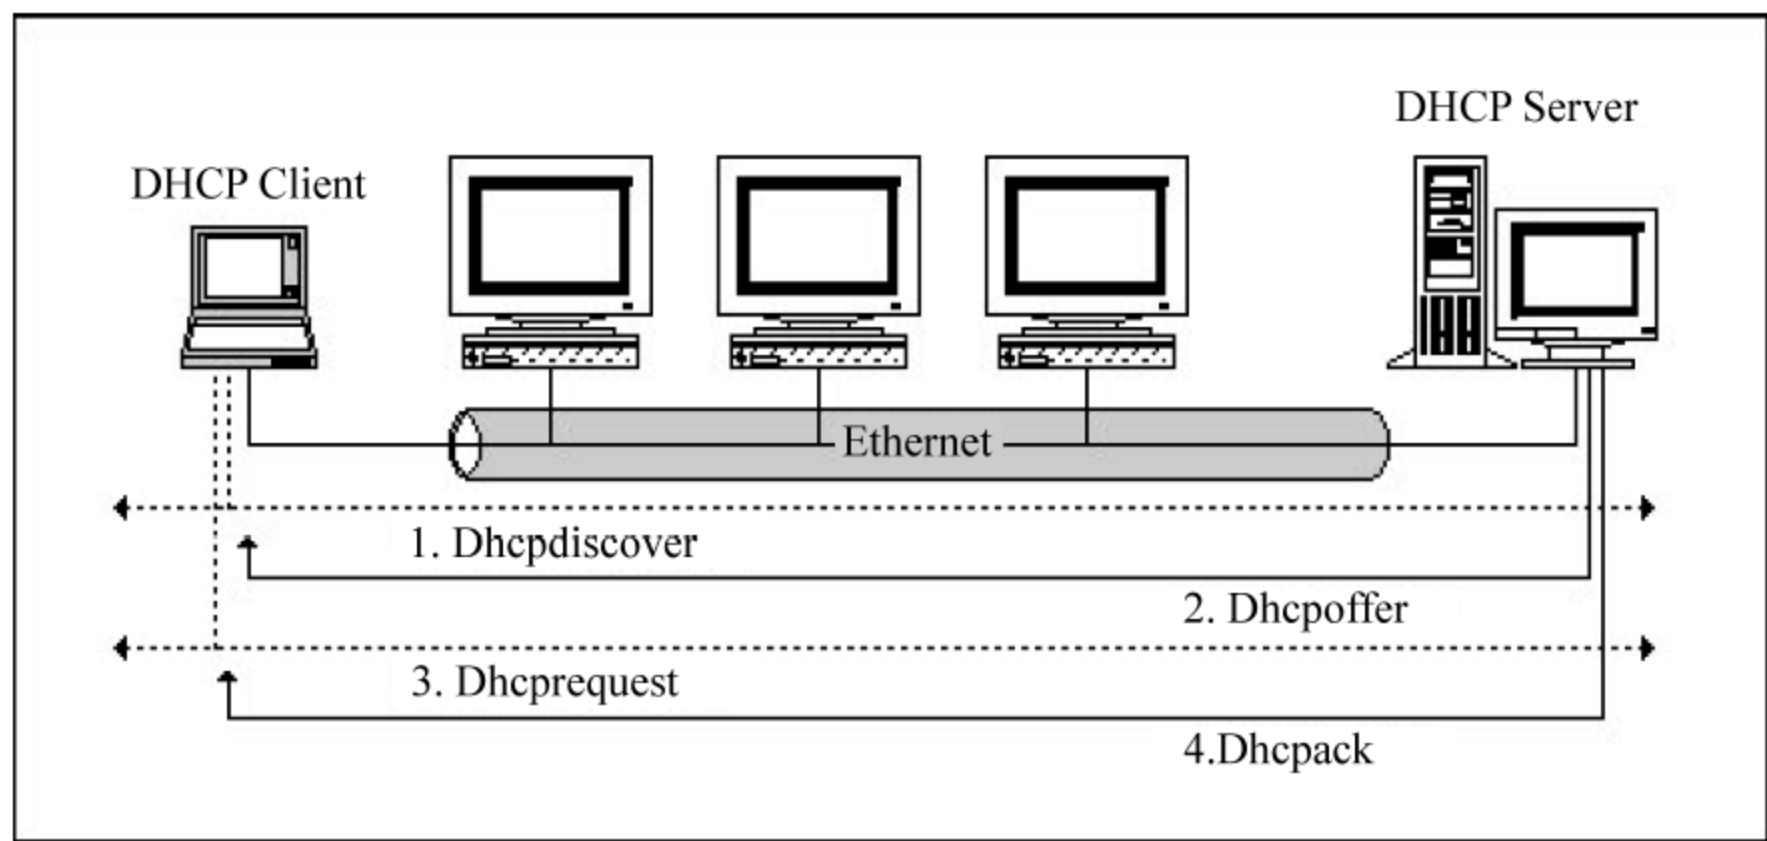 DHCP Server
DHCP Client
Ethernet
1. Dhcpdiscover
2. Dhcpoffer
3. Dhcprequest
4.Dhcpack